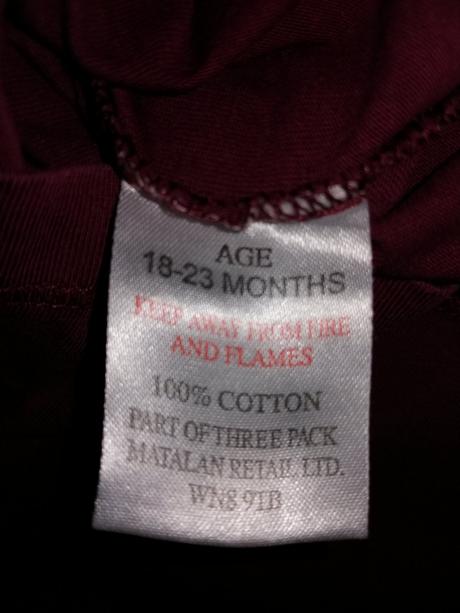 AGE
18-23 MONTHS
KEEP AWAY FROM FIRE
AND FLAMES
100% COTTON
PART OF THREE PACK
MATALAN RETAIL LTD.
WN8 9TB